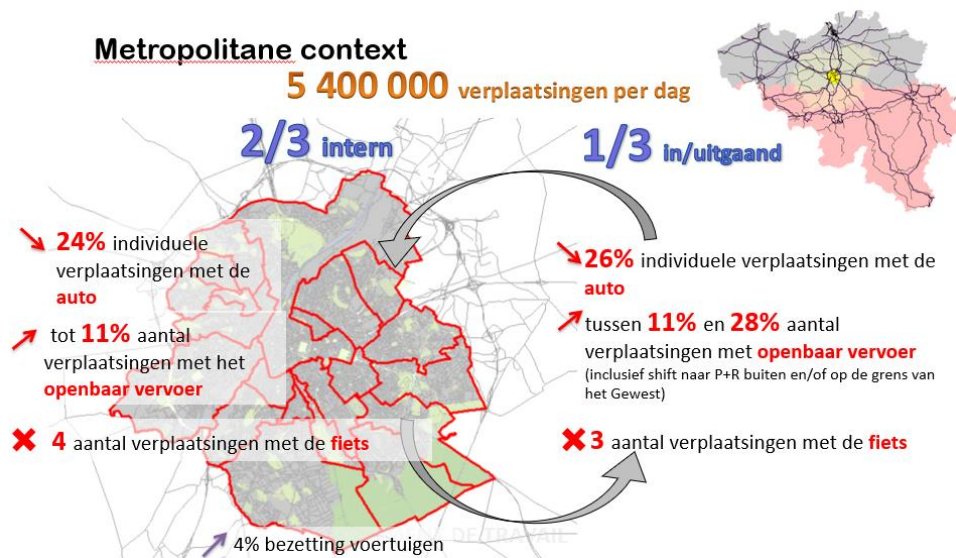 Metropolitane context
5 400 000 verplaatsingen per dag
2/3 intern
1/3 in/uitgaand
24% individuele
verplaatsingen met de
auto
tot 11% aantal
verplaatsingen met het
openbaar vervoer
✖ 4 aantal verplaatsingen met de fiets
4% bezetting voertuigen
26% individuele verplaatsingen met de
auto
tussen 11% en 28% aantal
verplaatsingen met openbaar vervoer
(inclusief shift naar P+R buiten en/of op de grens van
het Gewest)
✖ 3 aantal verplaatsingen met de fiets
DE TRAVAIL